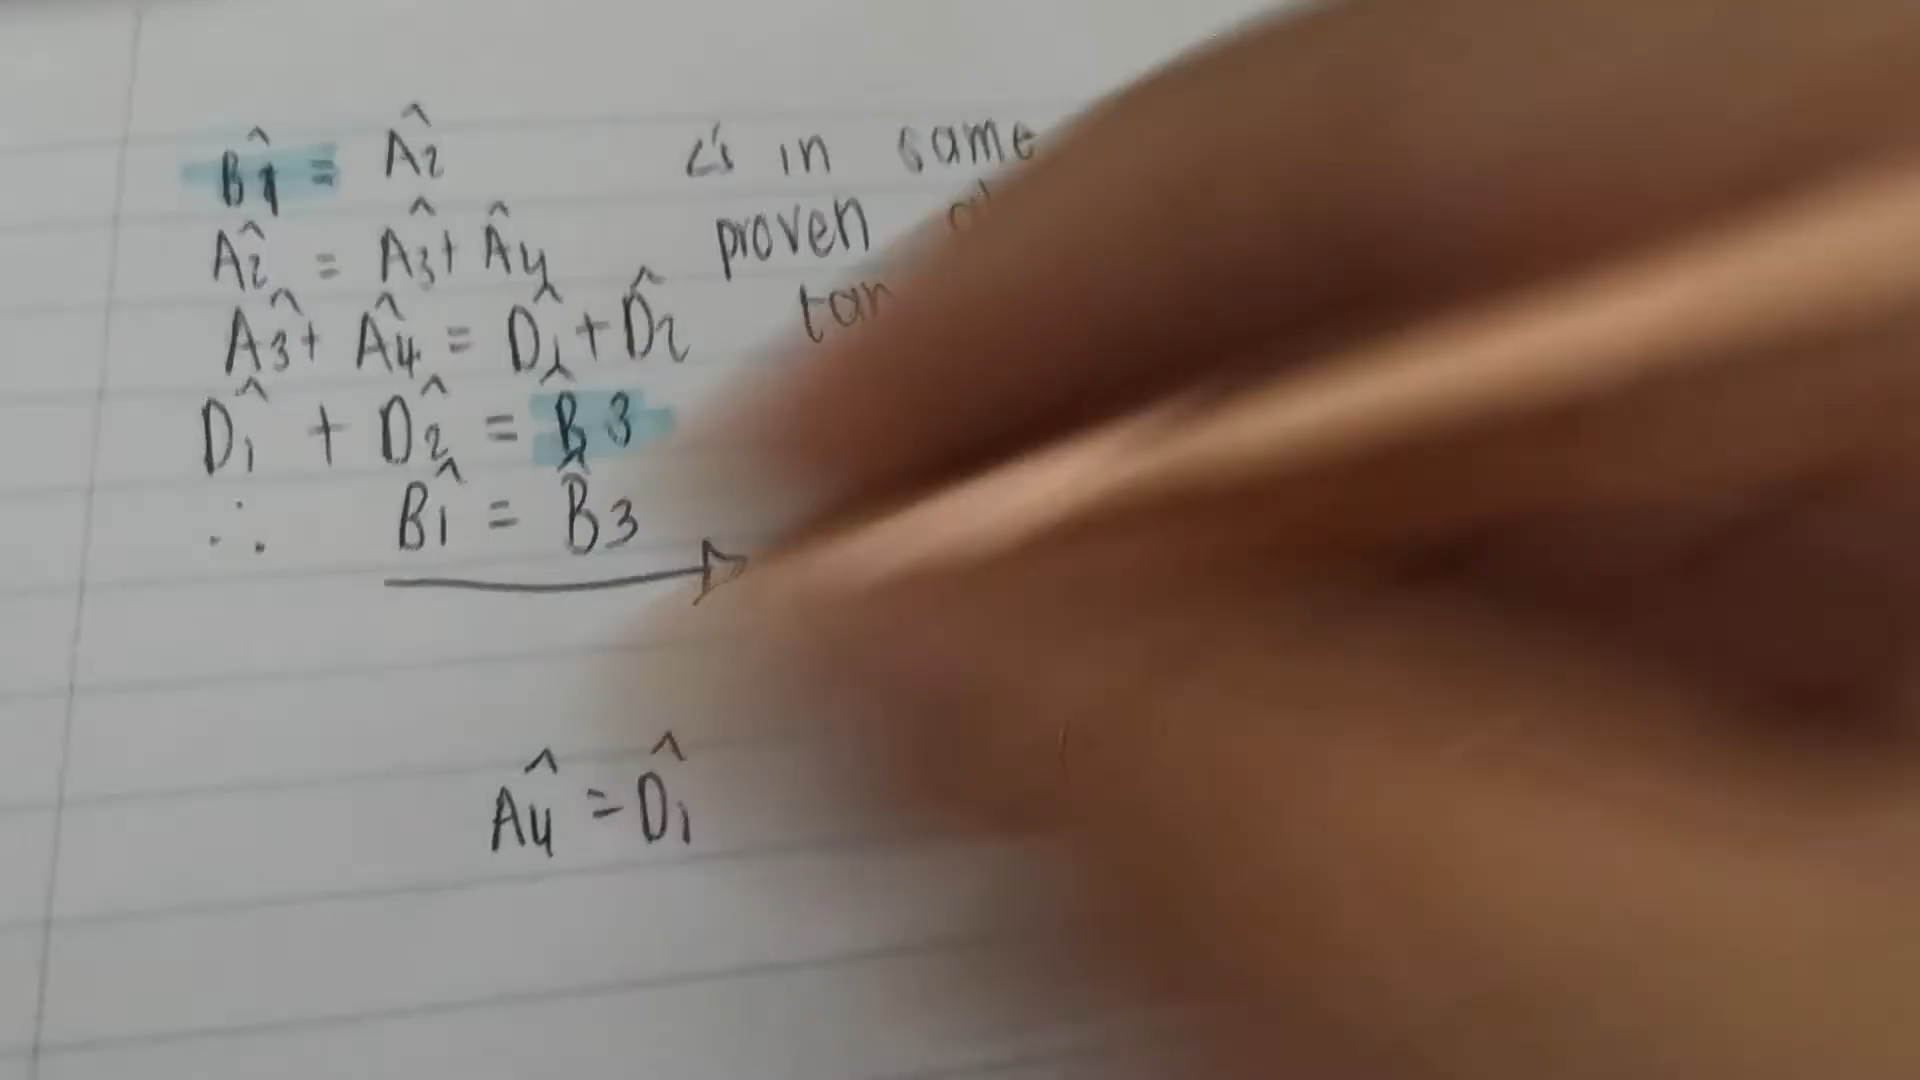 B̂1 = Â2 ∠'s in same
Â2 = Â3 + Â4 proven
Â3 + Â4 = D̂1 + D̂2
D̂1 + D̂2 = B̂3
∴ B̂1 = B̂3
Â4 = D̂1